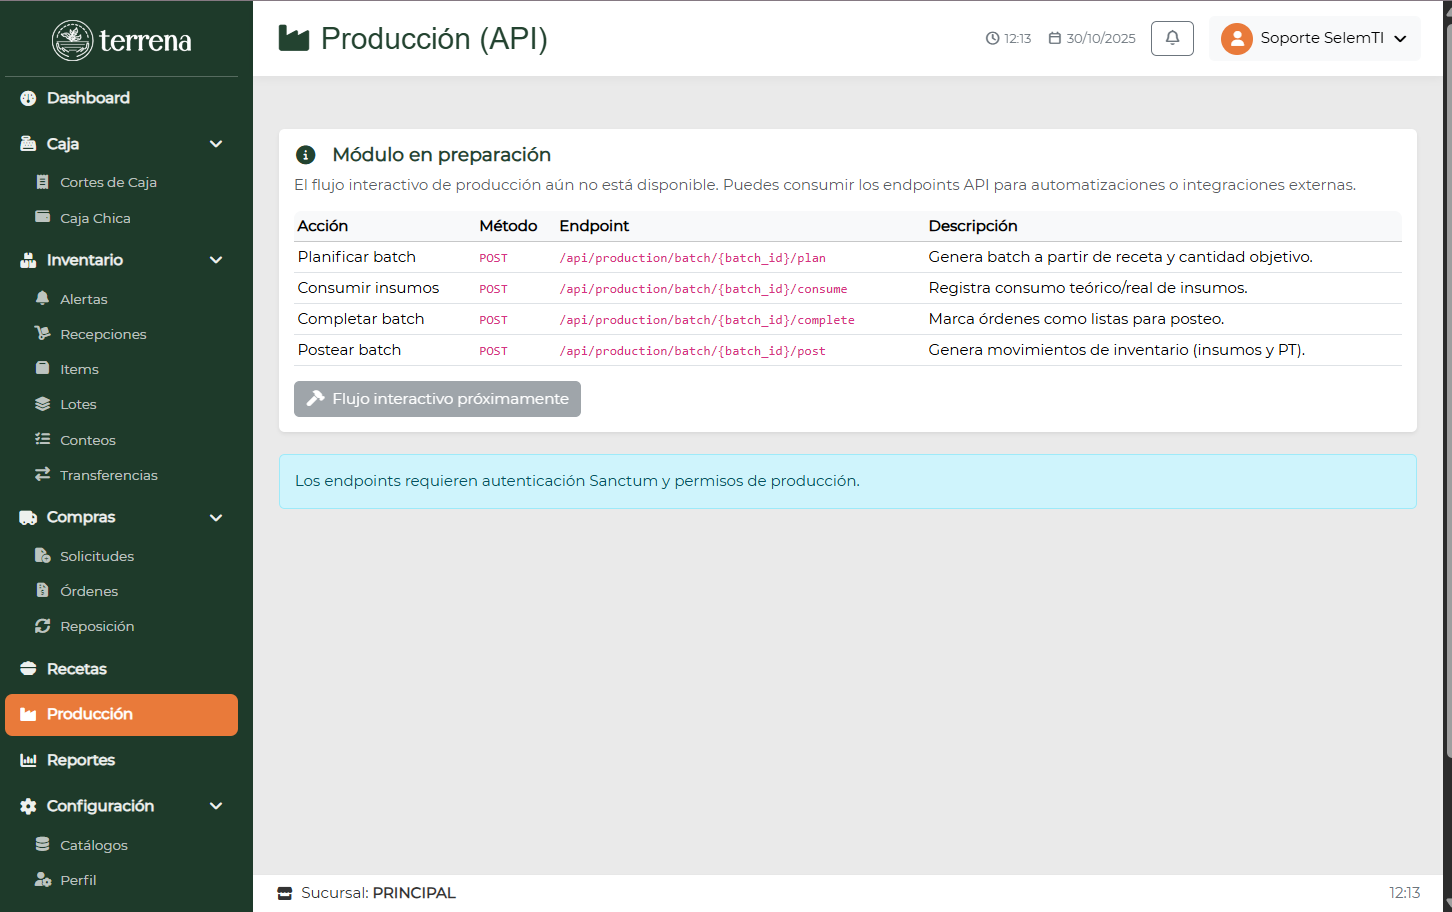 terrena
Producción (API)
12:13
30/10/2025
Soporte SelemTI
Dashboard
Caja
Cortes de Caja
Caja Chica
Inventario
Alertas
Recepciones
Items
Lotes
Conteos
Transferencias
Compras
Solicitudes
Órdenes
Reposición
Recetas
Producción
Reportes
Configuración
Catálogos
Perfil
Módulo en preparación
El flujo interactivo de producción aún no está disponible. Puedes consumir los endpoints API para automatizaciones o integraciones externas.
Acción Método Endpoint Descripción
Planificar batch POST /api/production/batch/{batch_id}/plan Genera batch a partir de receta y cantidad objetivo.
Consumir insumos POST /api/production/batch/{batch_id}/consume Registra consumo teórico/real de insumos.
Completar batch POST /api/production/batch/{batch_id}/complete Marca órdenes como listas para posteo.
Postear batch POST /api/production/batch/{batch_id}/post Genera movimientos de inventario (insumos y PT).
Flujo interactivo próximamente
Los endpoints requieren autenticación Sanctum y permisos de producción.
Sucursal: PRINCIPAL
12:13